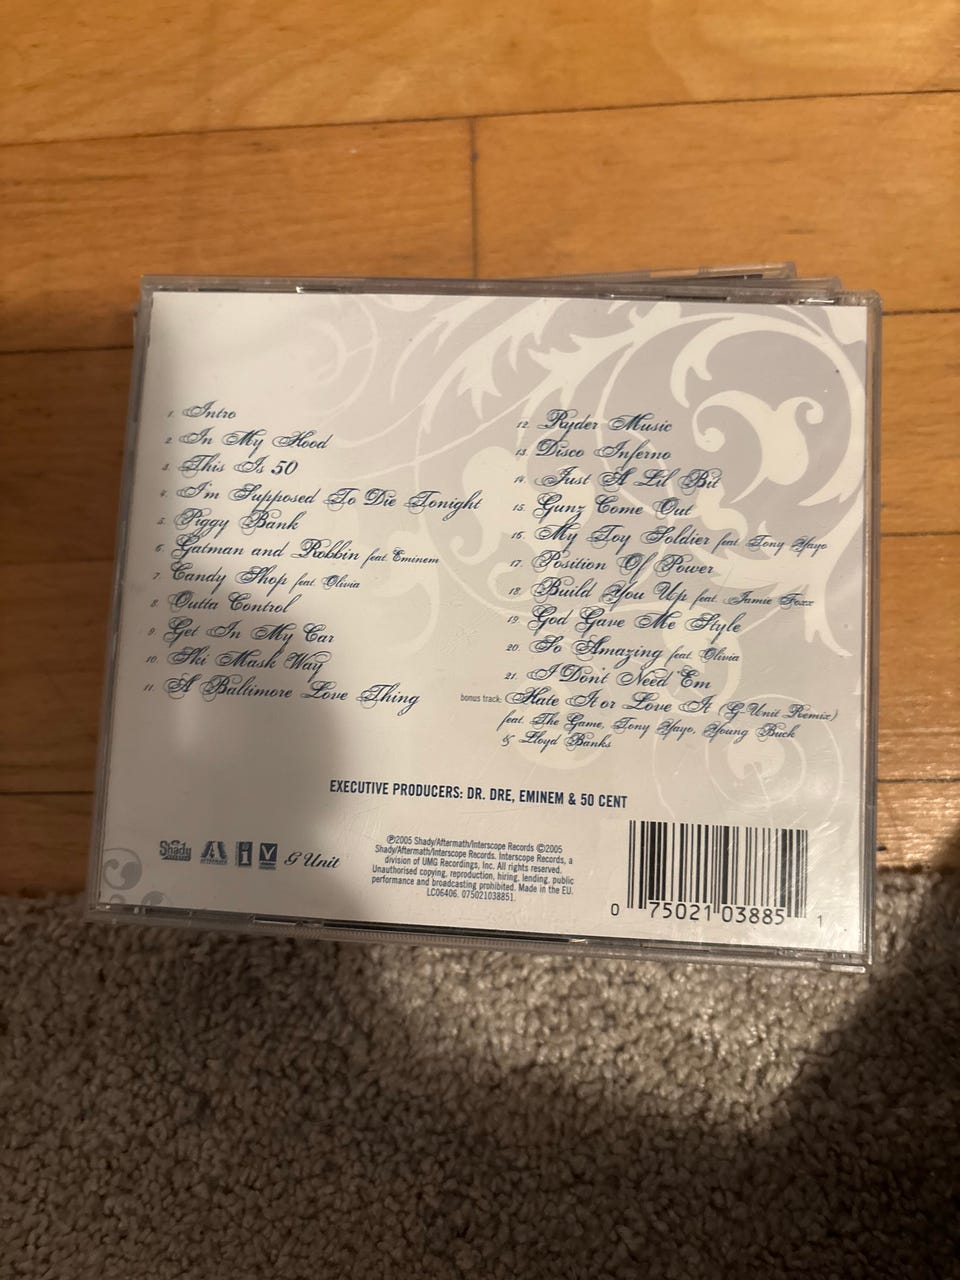 1. Intro
2. In My Hood
3. This Is 50
4. I'm Supposed To Die Tonight
5. Piggy Bank
6. Gatman and Robbin feat. Eminem
7. Candy Shop feat. Olivia
8. Outta Control
9. Get In My Car
10. Ski Mask Way
11. A Baltimore Love Thing
12. Ryder Music
13. Disco Inferno
14. Just A Lil Bit
15. Gunz Come Out
16. My Toy Soldier feat. Tony Yayo
17. Position Of Power
18. Build You Up feat. Jamie Foxx
19. God Gave Me Style
20. So Amazing feat. Olivia
21. I Don't Need 'Em
bonus track: Hate It or Love It (G-Unit Remix)
feat. The Game, Tony Yayo, Young Buck
& Lloyd Banks
EXECUTIVE PRODUCERS: DR. DRE, EMINEM & 50 CENT
Shady RECORDS AFTERMATH i V G Unit
℗2005 Shady/Aftermath/Interscope Records ©2005
Shady/Aftermath/Interscope Records. Interscope Records, a
division of UMG Recordings, Inc. All rights reserved.
Unauthorised copying, reproduction, hiring, lending, public
performance and broadcasting prohibited. Made in the EU.
LC06406. 075021038851.
0 75021 03885 1